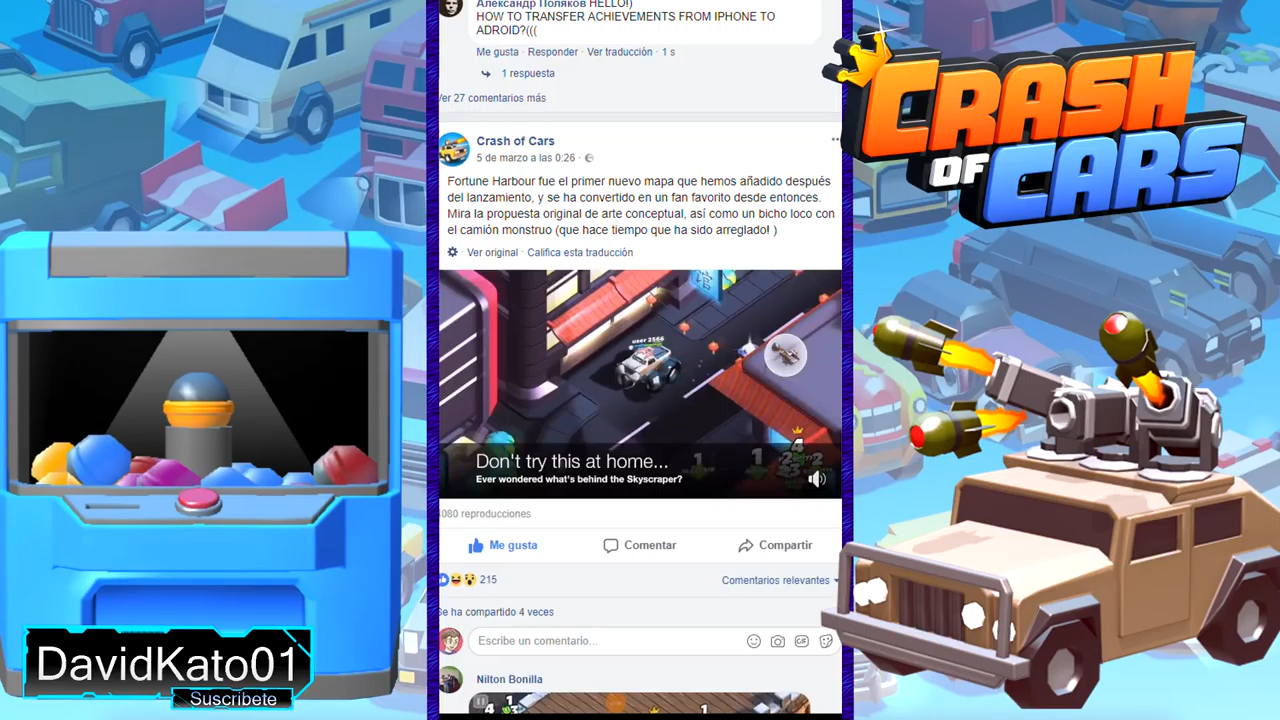 Александр Поляков HELLO!)
HOW TO TRANSFER ACHIEVEMENTS FROM IPHONE TO
ADROID?(((
Me gusta · Responder · Ver traducción · 1 s
1 respuesta
Ver 27 comentarios más
Crash of Cars
5 de marzo a las 0:26 ·
Fortune Harbour fue el primer nuevo mapa que hemos añadido después
del lanzamiento, y se ha convertido en un fan favorito desde entonces.
Mira la propuesta original de arte conceptual, así como un bicho loco con
el camión monstruo (que hace tiempo que ha sido arreglado! )
Ver original · Califica esta traducción
user 2566
Don't try this at home...
Ever wondered what's behind the Skyscraper?
080 reproducciones
Me gusta
Comentar
Compartir
215
Comentarios relevantes
Se ha compartido 4 veces
Escribe un comentario...
GIF
Nilton Bonilla
4
1
1
CRASH
OF CARS
DavidKato01
Suscribete